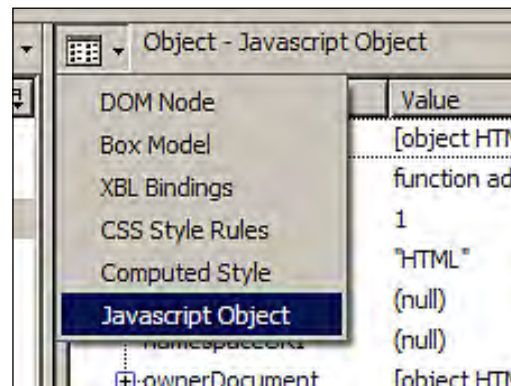 Object - Javascript Object
DOM Node
Value
Box Model
[object HTM
XBL Bindings
function ad
CSS Style Rules
1
Computed Style
"HTML"
Javascript Object
(null)
namespaceURI
(null)
ownerDocument
[object HTM